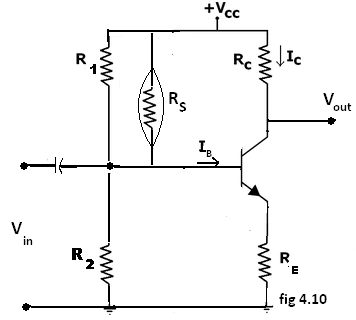 +Vcc
R1
RC
IC
RS
Vout
IB
Vin
R2
RE
fig 4.10